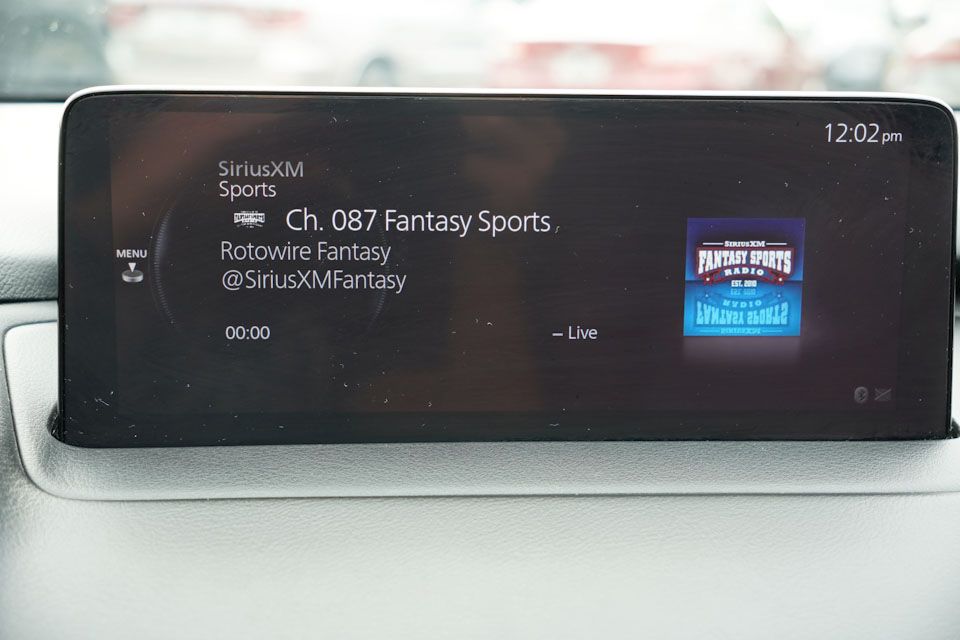 12:02 pm
SiriusXM
Sports
Ch. 087 Fantasy Sports
Rotowire Fantasy
@SiriusXMFantasy
MENU
00:00
– Live
SIRIUSXM
FANTASY SPORTS
RADIO
EST. 2010